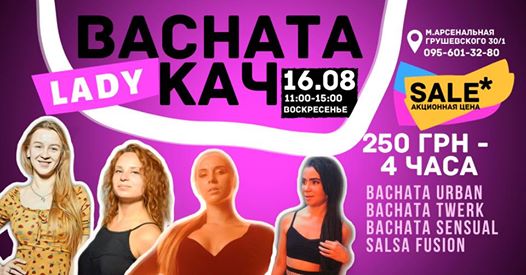 BACHATA
LADY КАЧ
16.08
11:00-15:00
ВОСКРЕСЕНЬЕ
М.АРСЕНАЛЬНАЯ
ГРУШЕВСКОГО 30/1
095-601-32-80
SALE*
АКЦИОННАЯ ЦЕНА
250 ГРН -
4 ЧАСА
BACHATA URBAN
BACHATA TWERK
BACHATA SENSUAL
SALSA FUSION